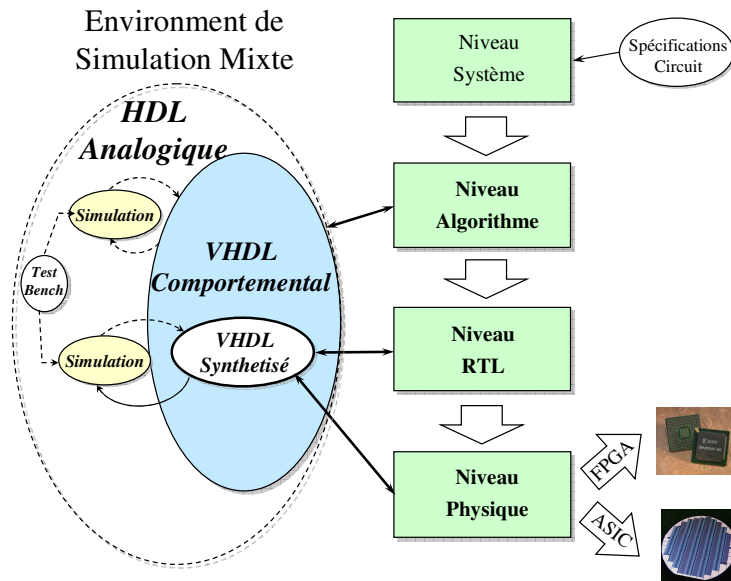 Environment de
Simulation Mixte
HDL
Analogique
Simulation
Test
Bench
VHDL
Comportemental
Simulation
VHDL
Synthetisé
Niveau
Système
Spécifications
Circuit
Niveau
Algorithme
Niveau
RTL
Niveau
Physique
FPGA
ASIC